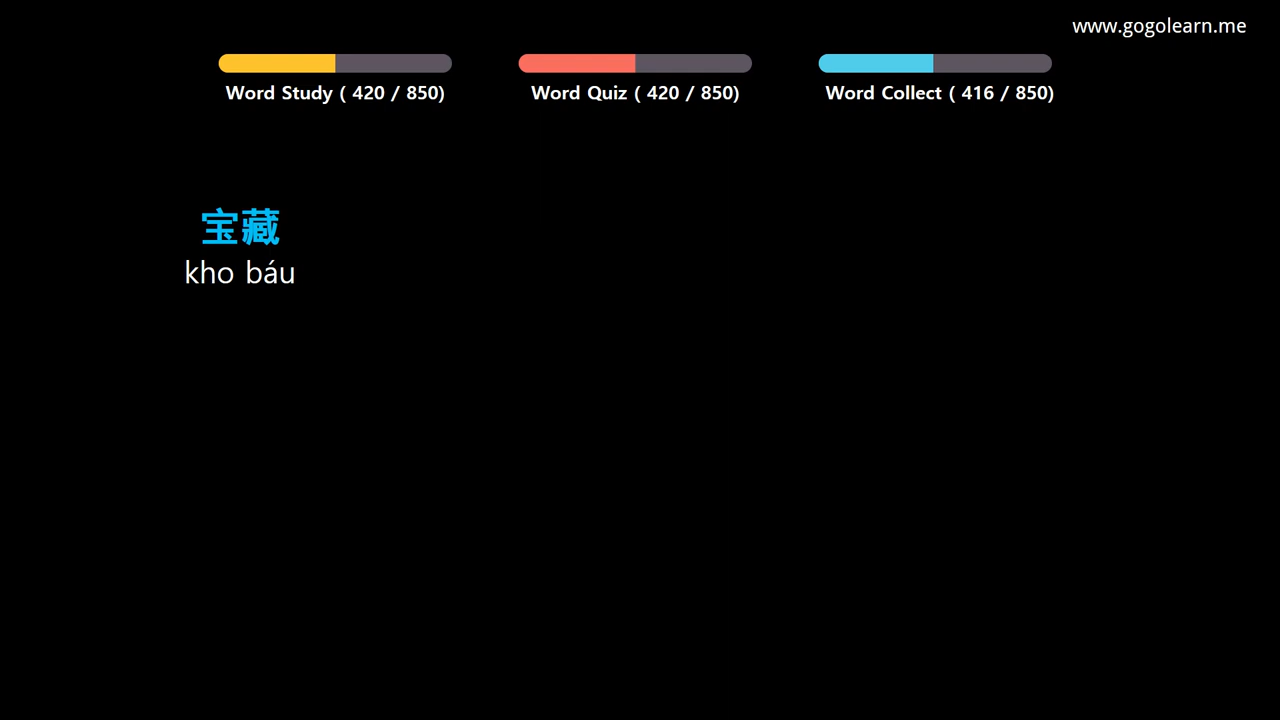 www.gogolearn.me
Word Study ( 420 / 850)
Word Quiz ( 420 / 850)
Word Collect ( 416 / 850)
宝藏
kho báu